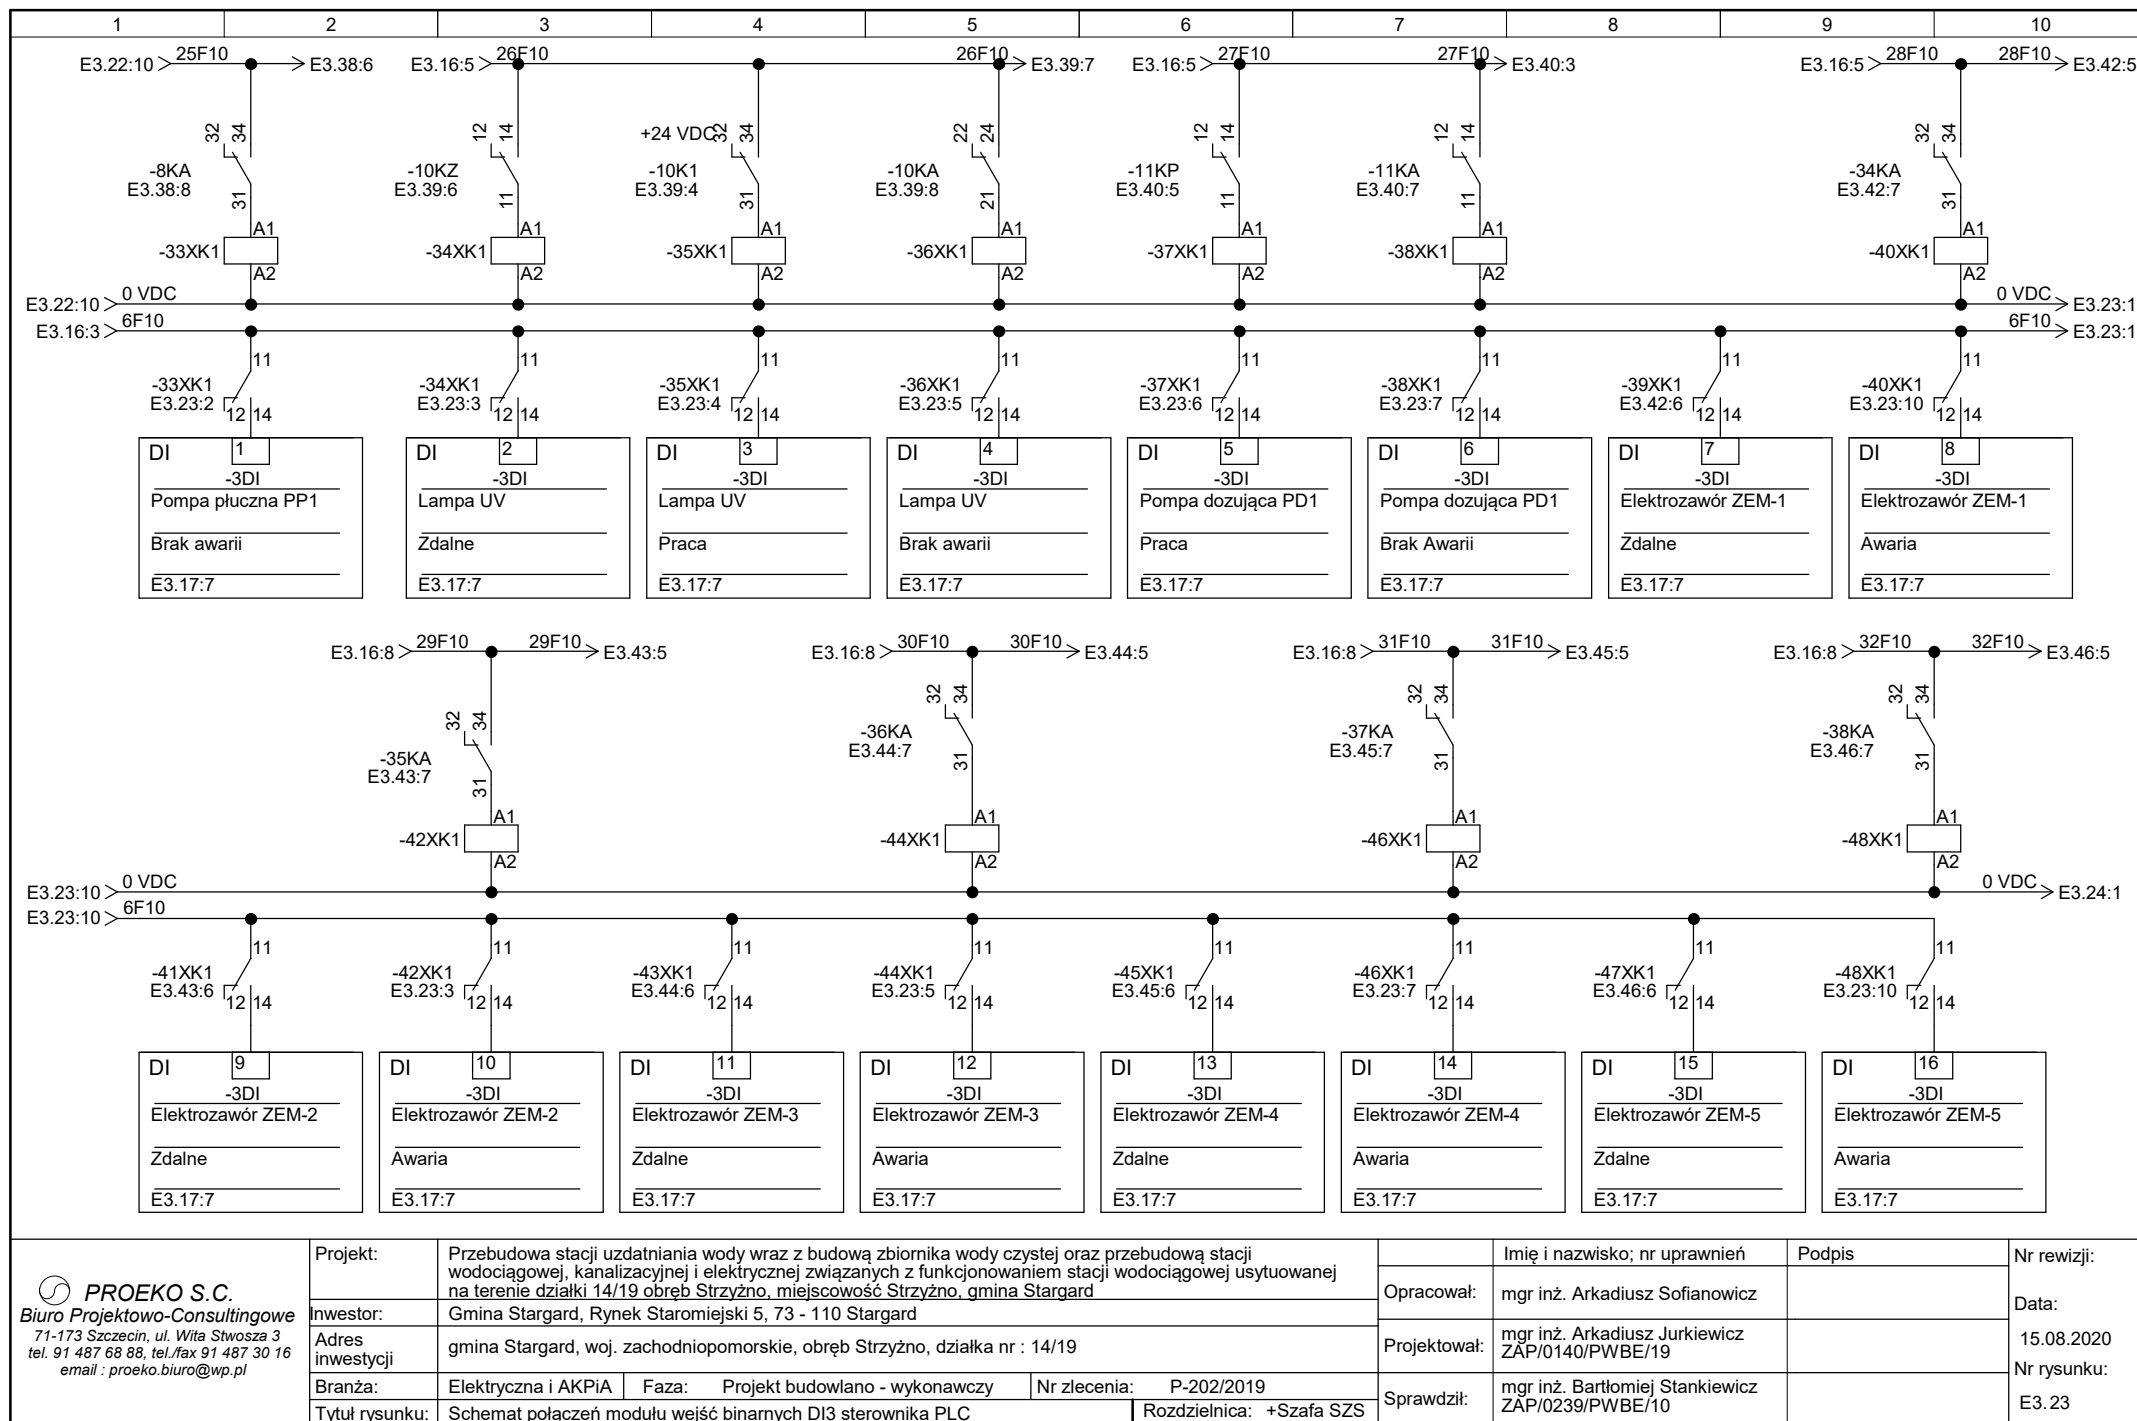 1 2 3 4 5 6 7 8 9 10
E3.22:10 25F10 E3.38:6 E3.16:5 26F10 26F10 E3.39:7 E3.16:5 27F10 27F10 E3.40:3 E3.16:5 28F10 28F10 E3.42:5
32 34 12 14 +24 VDC 32 34 22 24 12 14 12 14 32 34
-8KA -10KZ -10K1 -10KA -11KP -11KA -34KA
E3.38:8 E3.39:6 E3.39:4 E3.39:8 E3.40:5 E3.40:7 E3.42:7
31 11 31 21 11 11 31
A1 A1 A1 A1 A1 A1 A1
-33XK1 -34XK1 -35XK1 -36XK1 -37XK1 -38XK1 -40XK1
A2 A2 A2 A2 A2 A2 A2
E3.22:10 0 VDC 0 VDC E3.23:1
E3.16:3 6F10 6F10 E3.23:1
11 11 11 11 11 11 11 11
-33XK1 -34XK1 -35XK1 -36XK1 -37XK1 -38XK1 -39XK1 -40XK1
E3.23:2 E3.23:3 E3.23:4 E3.23:5 E3.23:6 E3.23:7 E3.42:6 E3.23:10
12 14 12 14 12 14 12 14 12 14 12 14 12 14 12 14
DI 1 DI 2 DI 3 DI 4 DI 5 DI 6 DI 7 DI 8
-3DI -3DI -3DI -3DI -3DI -3DI -3DI -3DI
Pompa płuczna PP1 Lampa UV Lampa UV Lampa UV Pompa dozująca PD1 Pompa dozująca PD1 Elektrozawór ZEM-1 Elektrozawór ZEM-1
Brak awarii Zdalne Praca Brak awarii Praca Brak Awarii Zdalne Awaria
E3.17:7 E3.17:7 E3.17:7 E3.17:7 E3.17:7 E3.17:7 E3.17:7 E3.17:7
E3.16:8 29F10 29F10 E3.43:5 E3.16:8 30F10 30F10 E3.44:5 E3.16:8 31F10 31F10 E3.45:5 E3.16:8 32F10 32F10 E3.46:5
32 34 32 34 32 34 32 34
-35KA -36KA -37KA -38KA
E3.43:7 E3.44:7 E3.45:7 E3.46:7
31 31 31 31
A1 A1 A1 A1
-42XK1 -44XK1 -46XK1 -48XK1
A2 A2 A2 A2
E3.23:10 0 VDC 0 VDC E3.24:1
E3.23:10 6F10
11 11 11 11 11 11 11 11
-41XK1 -42XK1 -43XK1 -44XK1 -45XK1 -46XK1 -47XK1 -48XK1
E3.43:6 E3.23:3 E3.44:6 E3.23:5 E3.45:6 E3.23:7 E3.46:6 E3.23:10
12 14 12 14 12 14 12 14 12 14 12 14 12 14 12 14
DI 9 DI 10 DI 11 DI 12 DI 13 DI 14 DI 15 DI 16
-3DI -3DI -3DI -3DI -3DI -3DI -3DI -3DI
Elektrozawór ZEM-2 Elektrozawór ZEM-2 Elektrozawór ZEM-3 Elektrozawór ZEM-3 Elektrozawór ZEM-4 Elektrozawór ZEM-4 Elektrozawór ZEM-5 Elektrozawór ZEM-5
Zdalne Awaria Zdalne Awaria Zdalne Awaria Zdalne Awaria
E3.17:7 E3.17:7 E3.17:7 E3.17:7 E3.17:7 E3.17:7 E3.17:7 E3.17:7
PROEKO S.C.
Biuro Projektowo-Consultingowe
71-173 Szczecin, ul. Wita Stwosza 3
tel. 91 487 68 88, tel./fax 91 487 30 16
email : proeko.biuro@wp.pl
Projekt: Przebudowa stacji uzdatniania wody wraz z budową zbiornika wody czystej oraz przebudową stacji
wodociągowej, kanalizacyjnej i elektrycznej związanych z funkcjonowaniem stacji wodociągowej usytuowanej
na terenie działki 14/19 obręb Strzyżno, miejscowość Strzyżno, gmina Stargard
Inwestor: Gmina Stargard, Rynek Staromiejski 5, 73 - 110 Stargard
Adres inwestycji gmina Stargard, woj. zachodniopomorskie, obręb Strzyżno, działka nr : 14/19
Branża: Elektryczna i AKPiA Faza: Projekt budowlano - wykonawczy Nr zlecenia: P-202/2019
Tytuł rysunku: Schemat połączeń modułu wejść binarnych DI3 sterownika PLC Rozdzielnica: +Szafa SZS
Imię i nazwisko; nr uprawnień Podpis
Opracował: mgr inż. Arkadiusz Sofianowicz
Projektował: mgr inż. Arkadiusz Jurkiewicz
ZAP/0140/PWBE/19
Sprawdził: mgr inż. Bartłomiej Stankiewicz
ZAP/0239/PWBE/10
Nr rewizji:
Data:
15.08.2020
Nr rysunku:
E3.23